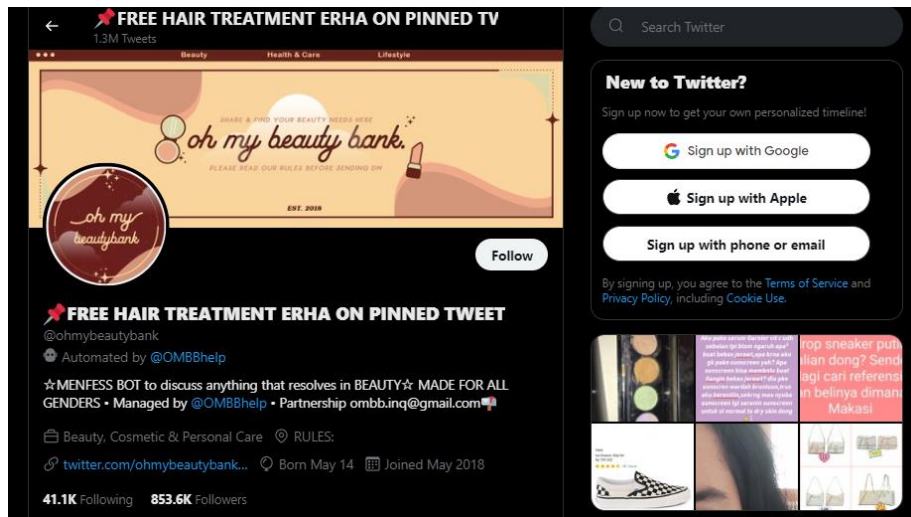 📌FREE HAIR TREATMENT ERHA ON PINNED TW
1.3M Tweets
Beauty Health & Care Lifestyle
SHARE & FIND YOUR BEAUTY NEEDS HERE
oh my beauty bank.
PLEASE READ OUR RULES BEFORE SENDING DM
EST. 2018
oh my
beautybank
Follow
📌FREE HAIR TREATMENT ERHA ON PINNED TWEET
@ohmybeautybank
Automated by @OMBBhelp
☆MENFESS BOT to discuss anything that resolves in BEAUTY☆ MADE FOR ALL
GENDERS • Managed by @OMBBhelp • Partnership ombb.inq@gmail.com📬
Beauty, Cosmetic & Personal Care RULES:
twitter.com/ohmybeautybank... Born May 14 Joined May 2018
41.1K Following 853.6K Followers
Search Twitter
New to Twitter?
Sign up now to get your own personalized timeline!
Sign up with Google
Sign up with Apple
Sign up with phone or email
By signing up, you agree to the Terms of Service and
Privacy Policy, including Cookie Use.
rop sneaker puti
alian dong? Send
lagi cari referensi
n belinya dimana
Makasi